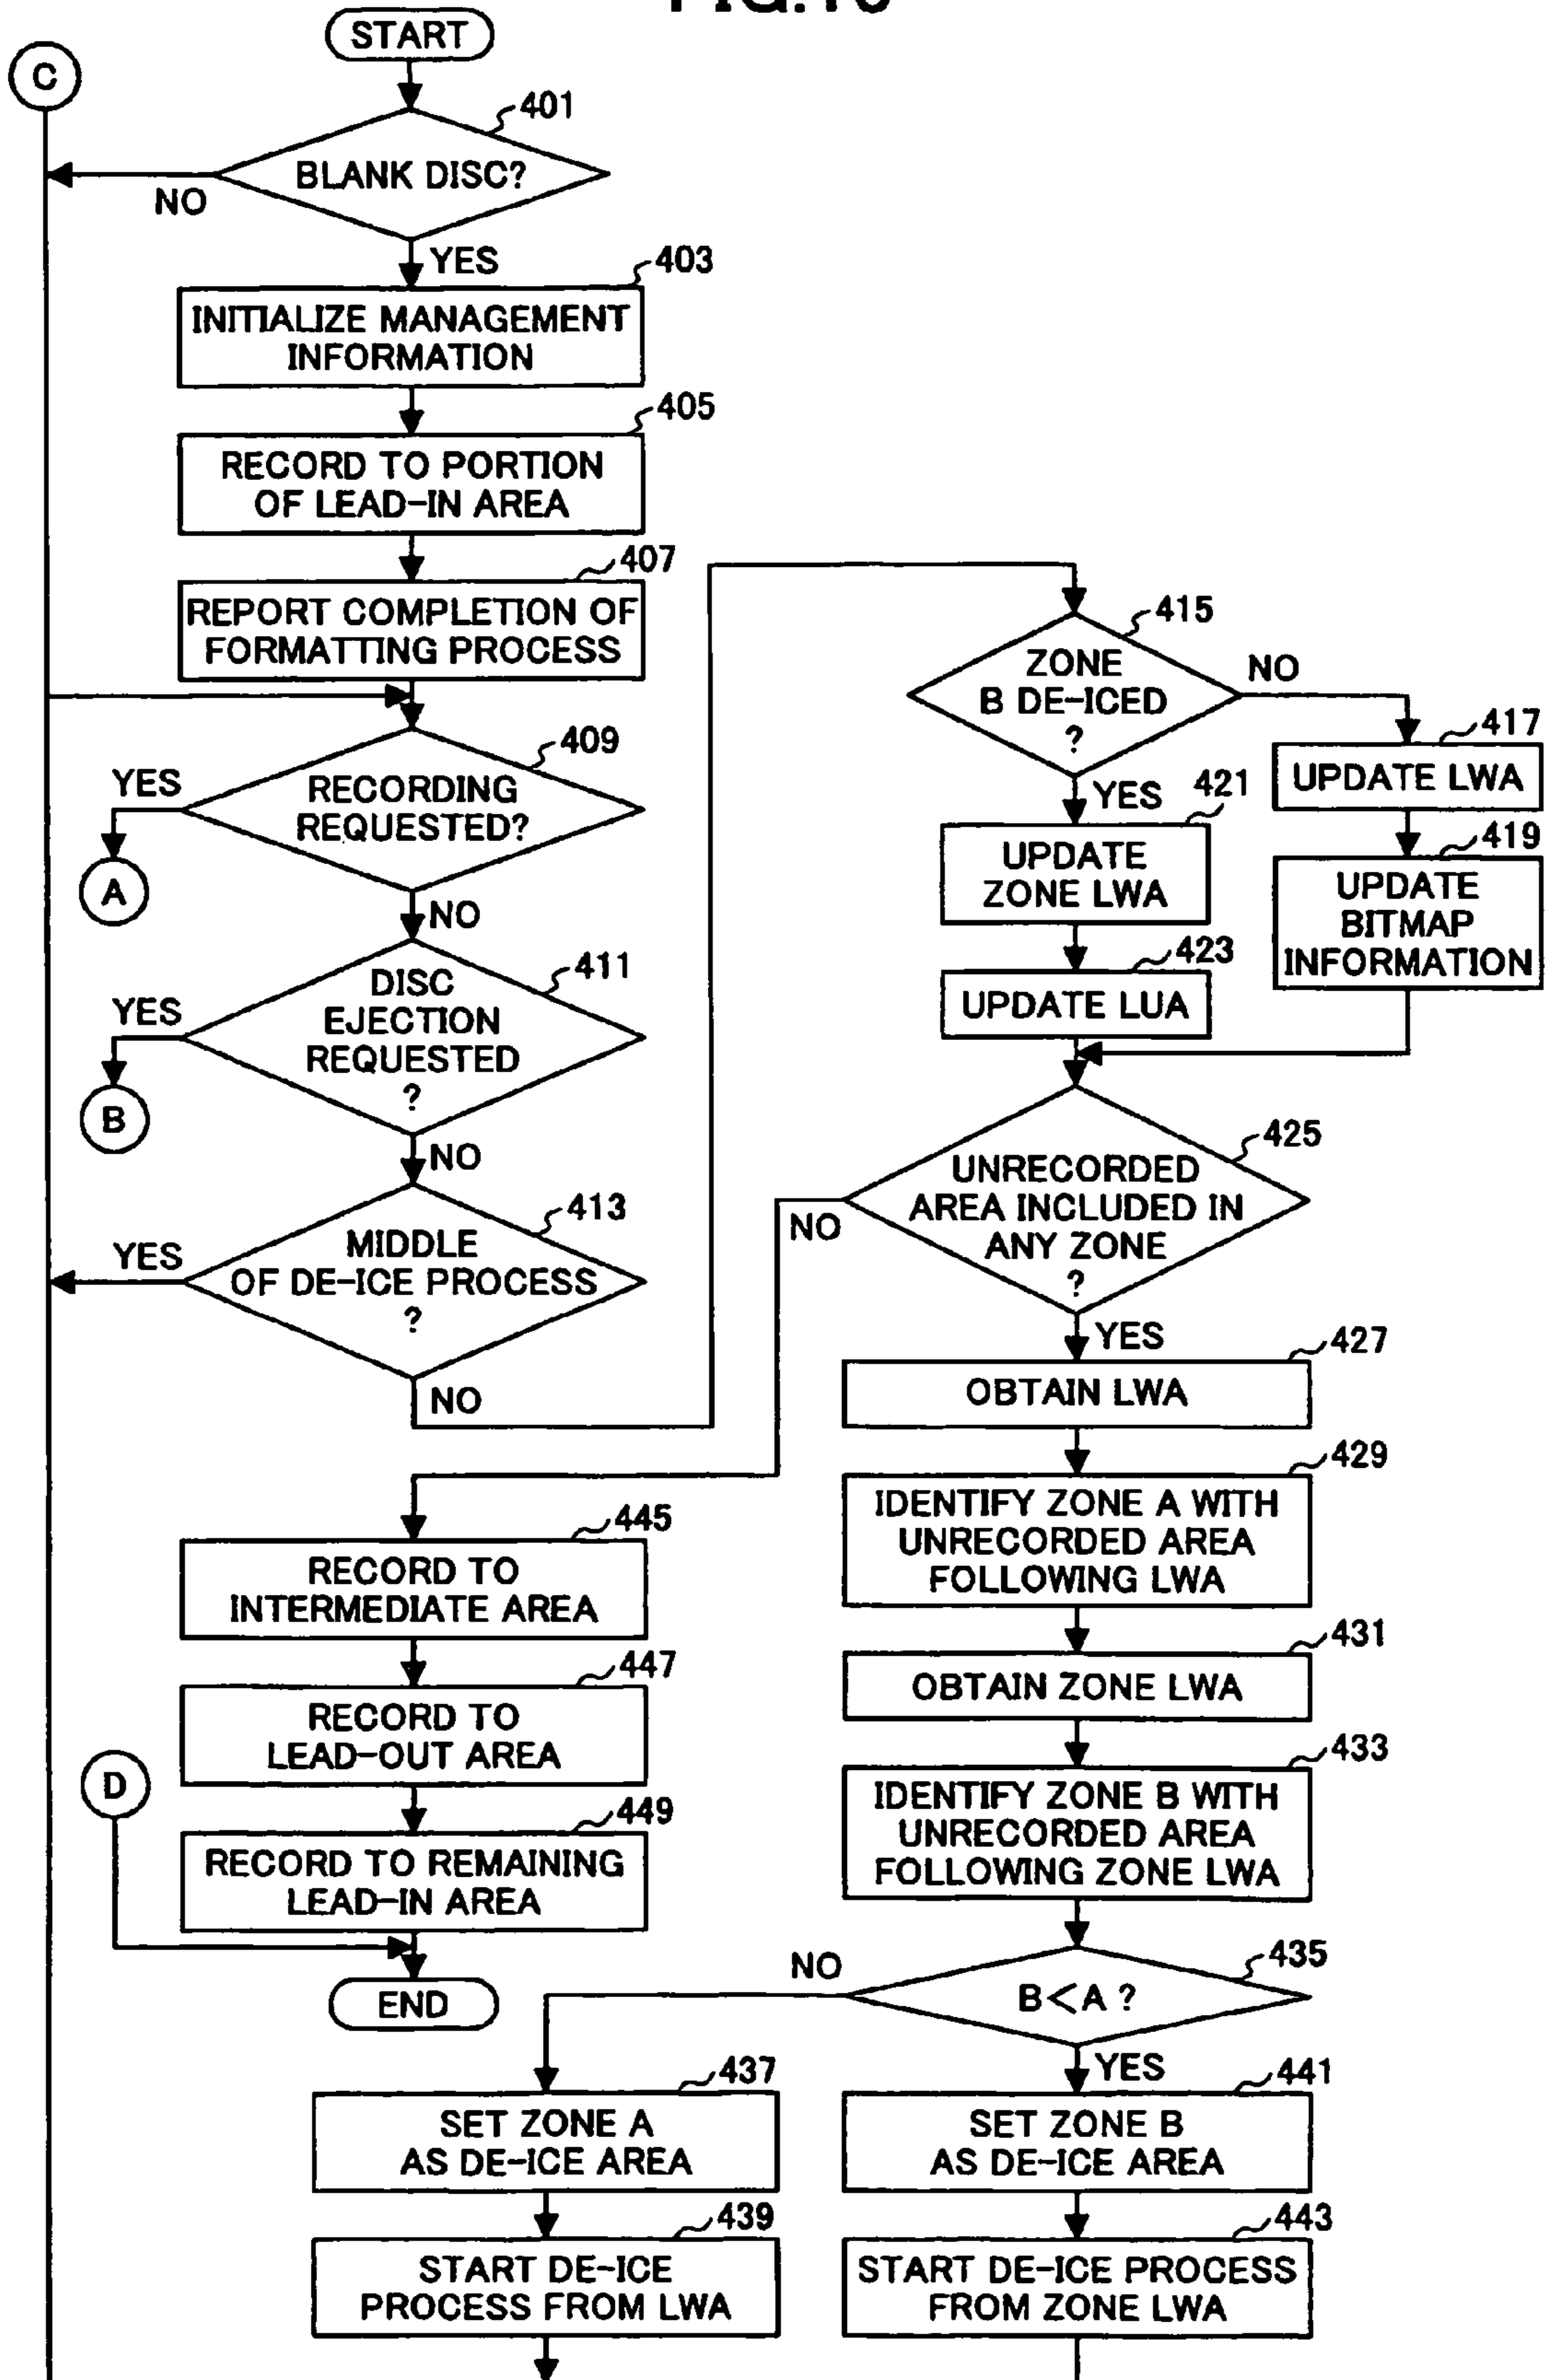 START
C
401
BLANK DISC?
NO
YES
403
INITIALIZE MANAGEMENT
INFORMATION
405
RECORD TO PORTION
OF LEAD-IN AREA
407
REPORT COMPLETION OF
FORMATTING PROCESS
409
RECORDING
REQUESTED?
YES
A
NO
411
DISC
EJECTION
REQUESTED
?
YES
B
NO
413
MIDDLE
OF DE-ICE PROCESS
?
YES
NO
415
ZONE
B DE-ICED
?
NO
417
UPDATE LWA
419
UPDATE
BITMAP
INFORMATION
YES
421
UPDATE
ZONE LWA
423
UPDATE LUA
425
UNRECORDED
AREA INCLUDED IN
ANY ZONE
?
NO
YES
427
OBTAIN LWA
429
IDENTIFY ZONE A WITH
UNRECORDED AREA
FOLLOWING LWA
431
OBTAIN ZONE LWA
433
IDENTIFY ZONE B WITH
UNRECORDED AREA
FOLLOWING ZONE LWA
435
B<A ?
NO
YES
437
SET ZONE A
AS DE-ICE AREA
439
START DE-ICE
PROCESS FROM LWA
441
SET ZONE B
AS DE-ICE AREA
443
START DE-ICE PROCESS
FROM ZONE LWA
445
RECORD TO
INTERMEDIATE AREA
447
RECORD TO
LEAD-OUT AREA
D
449
RECORD TO REMAINING
LEAD-IN AREA
END